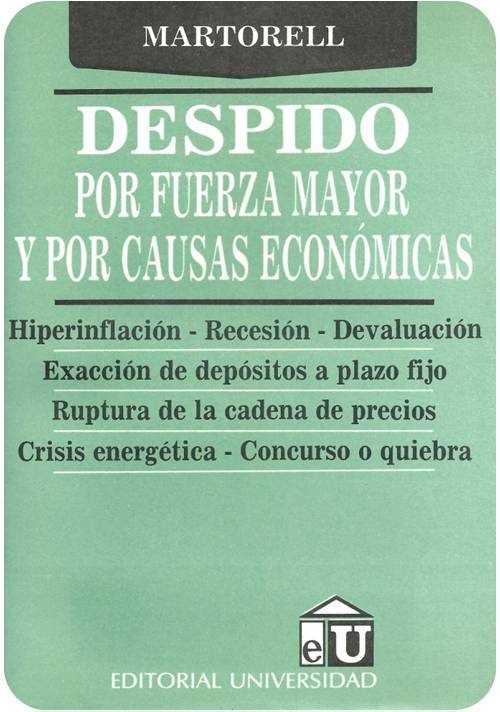 MARTORELL
DESPIDO
POR FUERZA MAYOR
Y POR CAUSAS ECONÓMICAS
Hiperinflación - Recesión - Devaluación
Exacción de depósitos a plazo fijo
Ruptura de la cadena de precios
Crisis energética - Concurso o quiebra
eU
EDITORIAL UNIVERSIDAD